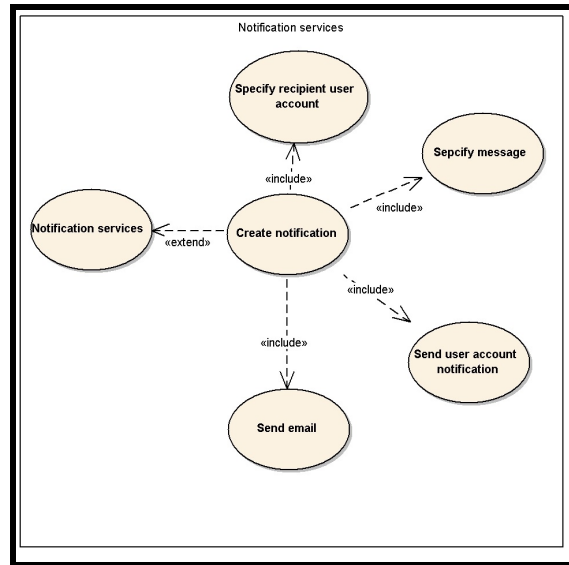 Notification services
Specify recipient user
account
Sepcify message
«include»
«include»
Notification services
Create notification
«extend»
«include»
«include»
Send user account
notification
Send email